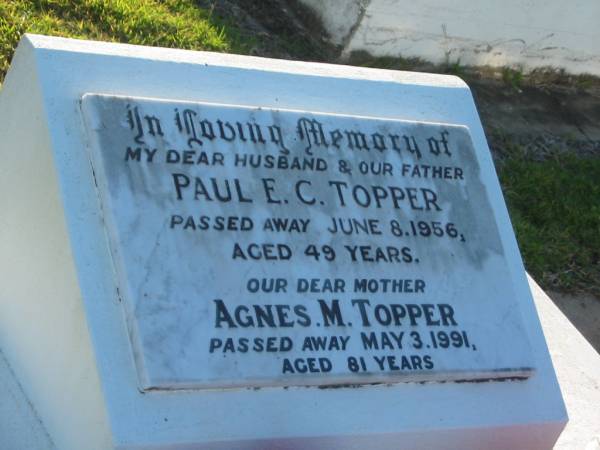 In Loving Memory of
MY DEAR HUSBAND & OUR FATHER
PAUL E. C. TOPPER
PASSED AWAY JUNE 8.1956,
AGED 49 YEARS.
OUR DEAR MOTHER
AGNES. M. TOPPER
PASSED AWAY MAY 3.1991,
AGED 81 YEARS